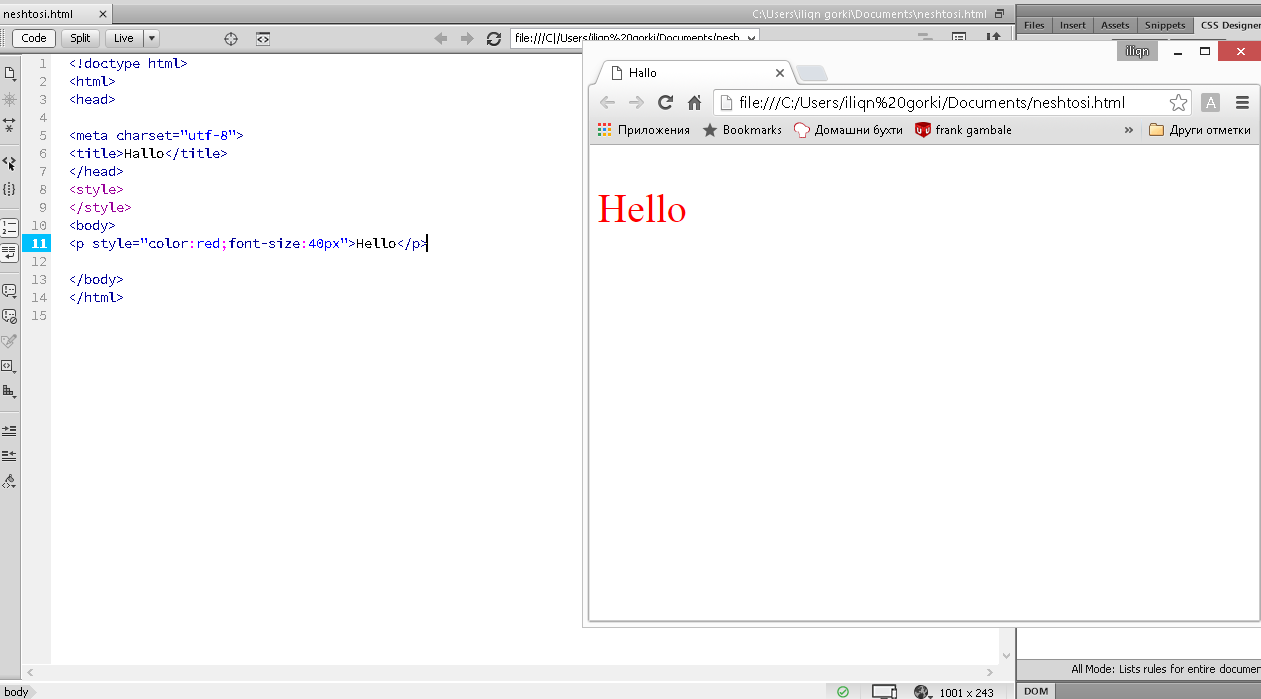 neshtosi.html
C:\Users\iliqn gorki\Documents\neshtosi.html
Files Insert Assets Snippets CSS Designer
Code Split Live
file:///C|/Users/iliqn%20gorki/Documents/nesh
1 <!doctype html>
2 <html>
3 <head>
4
5 <meta charset="utf-8">
6 <title>Hallo</title>
7 </head>
8 <style>
9 </style>
10 <body>
11 <p style="color:red;font-size:40px">Hello</p>
12
13 </body>
14 </html>
15
iliqn
Hallo
file:///C:/Users/iliqn%20gorki/Documents/neshtosi.html
A
Приложения Bookmarks Домашни бухти frank gambale » Други отметки
Hello
All Mode: Lists rules for entire documen
body
1001 x 243
DOM